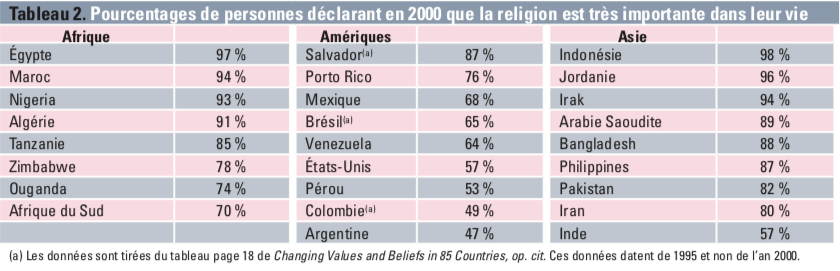 Tableau 2. Pourcentages de personnes déclarant en 2000 que la religion est très importante dans leur vie
Afrique Amériques Asie
Égypte 97 % Salvador(a) 87 % Indonésie 98 %
Maroc 94 % Porto Rico 76 % Jordanie 96 %
Nigeria 93 % Mexique 68 % Irak 94 %
Algérie 91 % Brésil(a) 65 % Arabie Saoudite 89 %
Tanzanie 85 % Venezuela 64 % Bangladesh 88 %
Zimbabwe 78 % États-Unis 57 % Philippines 87 %
Ouganda 74 % Pérou 53 % Pakistan 82 %
Afrique du Sud 70 % Colombie(a) 49 % Iran 80 %
Argentine 47 % Inde 57 %
(a) Les données sont tirées du tableau page 18 de Changing Values and Beliefs in 85 Countries, op. cit. Ces données datent de 1995 et non de l'an 2000.